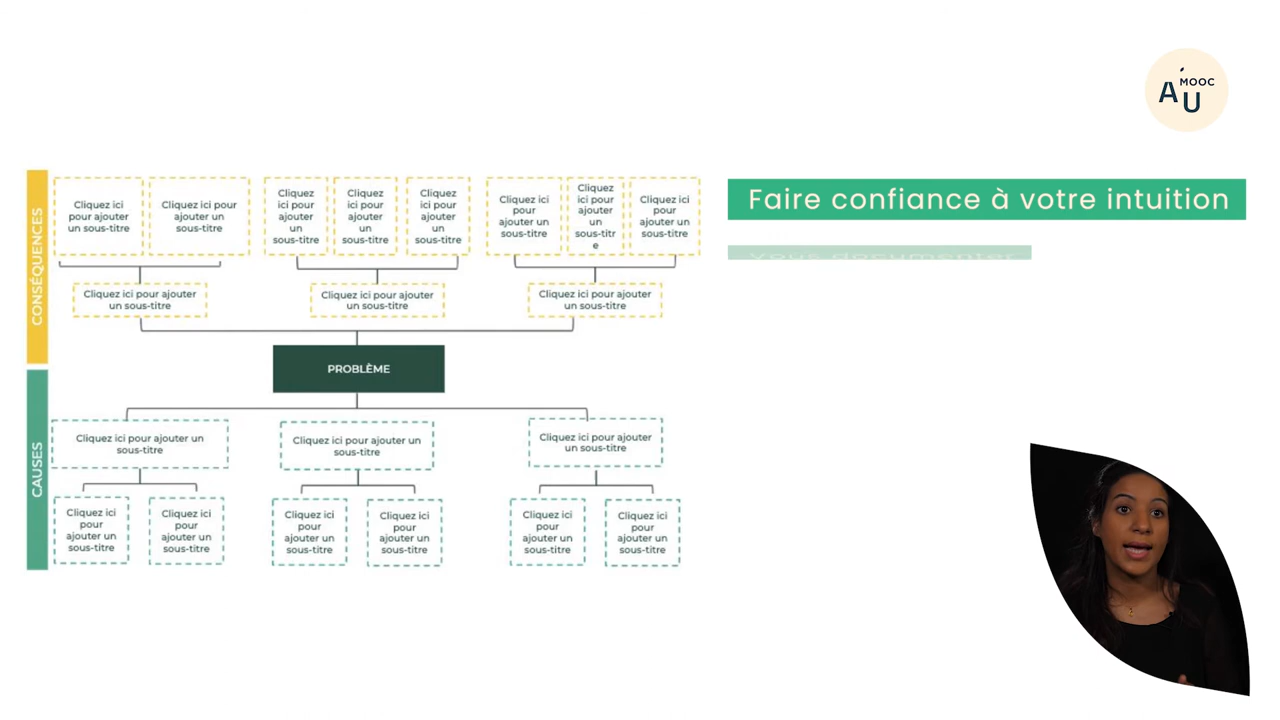 A MOOC
U
CONSÉQUENCES
Cliquez ici
pour ajouter
un sous-titre
Cliquez ici pour
ajouter un
sous-titre
Cliquez
ici pour
ajouter
un
sous-titre
Cliquez
ici pour
ajouter
un
sous-titre
Cliquez
ici pour
ajouter
un
sous-titre
Cliquez ici
pour
ajouter un
sous-titre
Cliquez
ici pour
ajouter
un
sous-titr
e
Cliquez ici
pour
ajouter un
sous-titre
Cliquez ici pour ajouter
un sous-titre
Cliquez ici pour ajouter
un sous-titre
Cliquez ici pour ajouter
un sous-titre
PROBLÈME
CAUSES
Cliquez ici pour ajouter un
sous-titre
Cliquez ici pour ajouter un
sous-titre
Cliquez ici pour ajouter
un sous-titre
Cliquez ici
pour
ajouter un
sous-titre
Cliquez ici
pour
ajouter un
sous-titre
Cliquez ici
pour
ajouter un
sous-titre
Cliquez ici
pour
ajouter un
sous-titre
Cliquez ici
pour
ajouter un
sous-titre
Cliquez ici
pour
ajouter un
sous-titre
Faire confiance à votre intuition